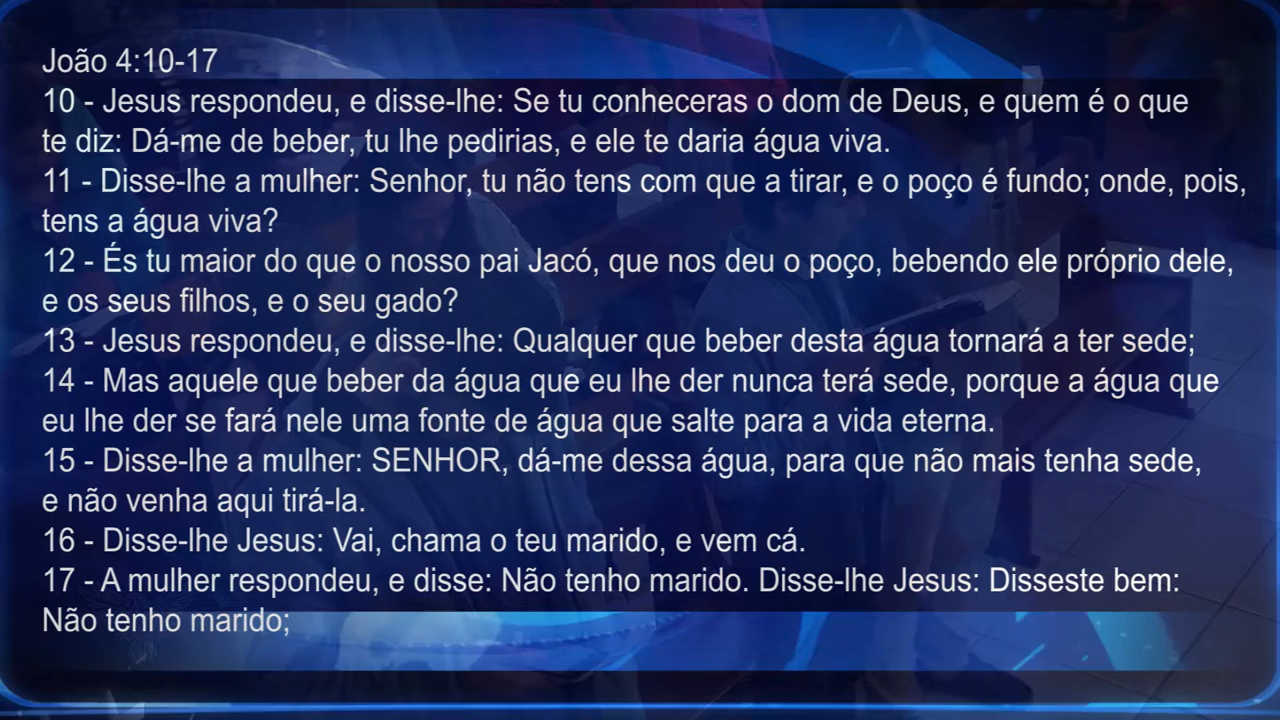 João 4:10-17
10 - Jesus respondeu, e disse-lhe: Se tu conheceras o dom de Deus, e quem é o que
te diz: Dá-me de beber, tu lhe pedirias, e ele te daria água viva.
11 - Disse-lhe a mulher: Senhor, tu não tens com que a tirar, e o poço é fundo; onde, pois,
tens a água viva?
12 - És tu maior do que o nosso pai Jacó, que nos deu o poço, bebendo ele próprio dele,
e os seus filhos, e o seu gado?
13 - Jesus respondeu, e disse-lhe: Qualquer que beber desta água tornará a ter sede;
14 - Mas aquele que beber da água que eu lhe der nunca terá sede, porque a água que
eu lhe der se fará nele uma fonte de água que salte para a vida eterna.
15 - Disse-lhe a mulher: SENHOR, dá-me dessa água, para que não mais tenha sede,
e não venha aqui tirá-la.
16 - Disse-lhe Jesus: Vai, chama o teu marido, e vem cá.
17 - A mulher respondeu, e disse: Não tenho marido. Disse-lhe Jesus: Disseste bem:
Não tenho marido;